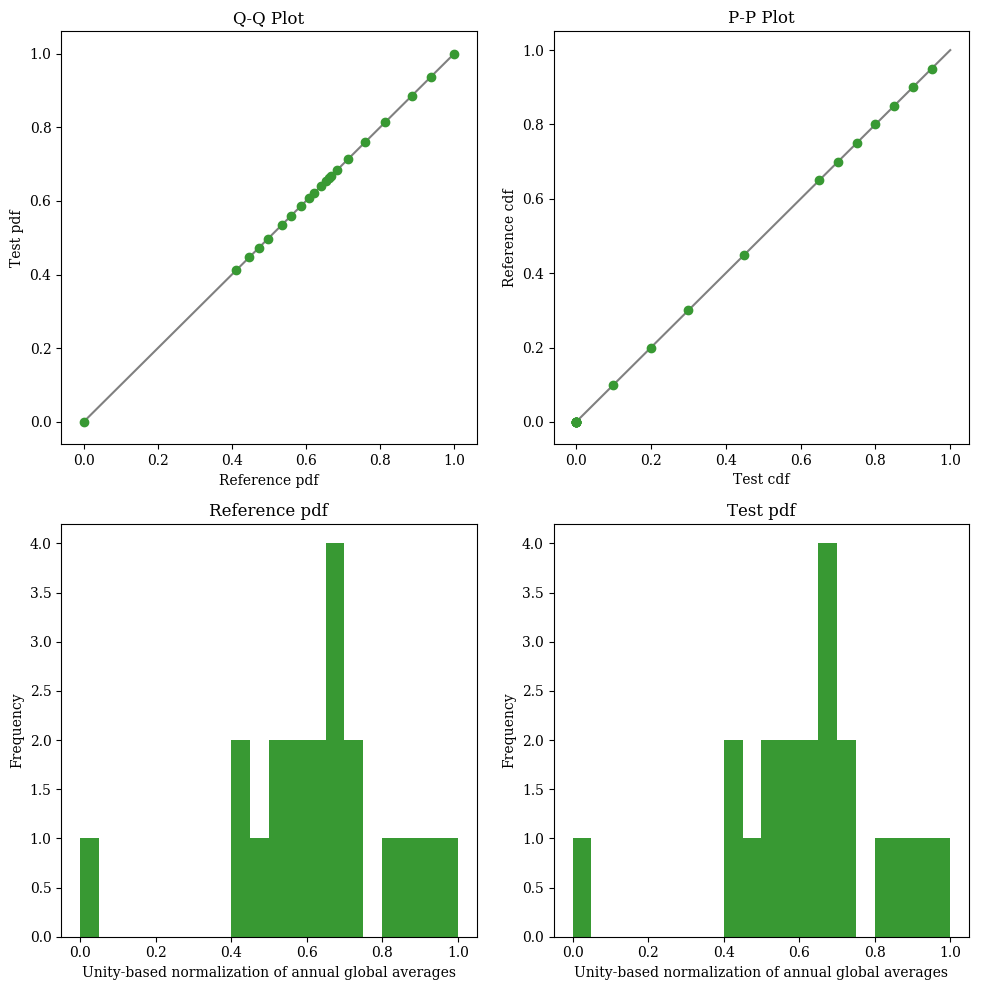 Q-Q Plot
1.0
0.8
0.6
0.4
0.2
0.0
Test pdf
0.0 0.2 0.4 0.6 0.8 1.0
Reference pdf
P-P Plot
1.0
0.8
0.6
0.4
0.2
0.0
Reference cdf
0.0 0.2 0.4 0.6 0.8 1.0
Test cdf
Reference pdf
4.0
3.5
3.0
2.5
2.0
1.5
1.0
0.5
0.0
Frequency
0.0 0.2 0.4 0.6 0.8 1.0
Unity-based normalization of annual global averages
Test pdf
4.0
3.5
3.0
2.5
2.0
1.5
1.0
0.5
0.0
Frequency
0.0 0.2 0.4 0.6 0.8 1.0
Unity-based normalization of annual global averages